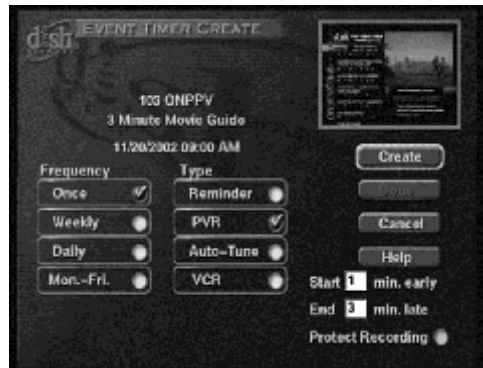 dish
EVENT TIMER CREATE
103 ONPPV
3 Minute Movie Guide
11/20/2002 09:00 AM
Frequency
Once
Weekly
Daily
Mon.-Fri.
Type
Reminder
PVR
Auto-Tune
VCR
Create
Cancel
Help
Start 1 min. early
End 3 min. late
Protect Recording